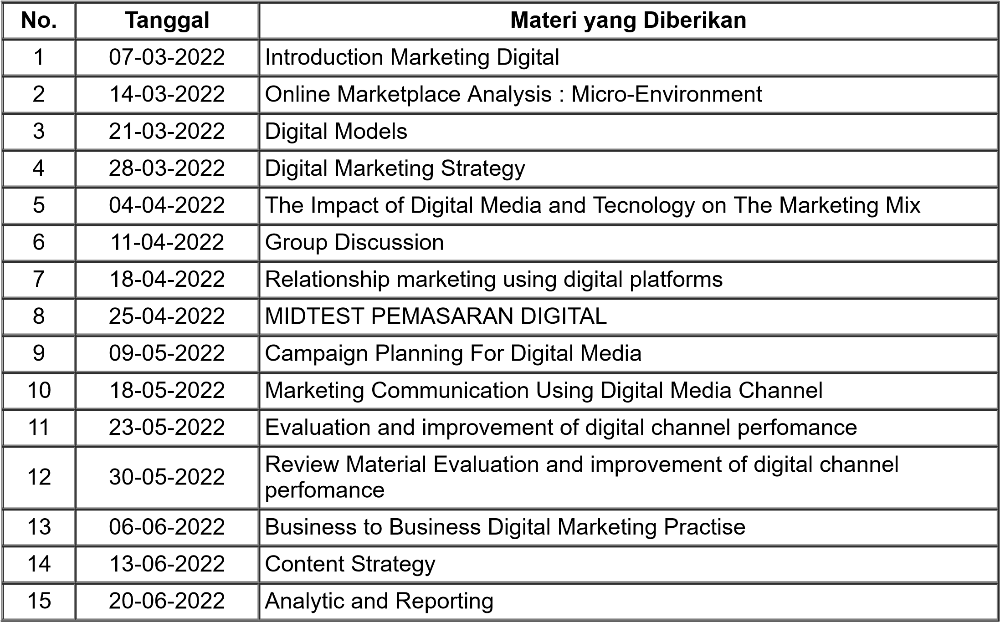 No. Tanggal Materi yang Diberikan
1 07-03-2022 Introduction Marketing Digital
2 14-03-2022 Online Marketplace Analysis : Micro-Environment
3 21-03-2022 Digital Models
4 28-03-2022 Digital Marketing Strategy
5 04-04-2022 The Impact of Digital Media and Tecnology on The Marketing Mix
6 11-04-2022 Group Discussion
7 18-04-2022 Relationship marketing using digital platforms
8 25-04-2022 MIDTEST PEMASARAN DIGITAL
9 09-05-2022 Campaign Planning For Digital Media
10 18-05-2022 Marketing Communication Using Digital Media Channel
11 23-05-2022 Evaluation and improvement of digital channel perfomance
12 30-05-2022 Review Material Evaluation and improvement of digital channel
perfomance
13 06-06-2022 Business to Business Digital Marketing Practise
14 13-06-2022 Content Strategy
15 20-06-2022 Analytic and Reporting